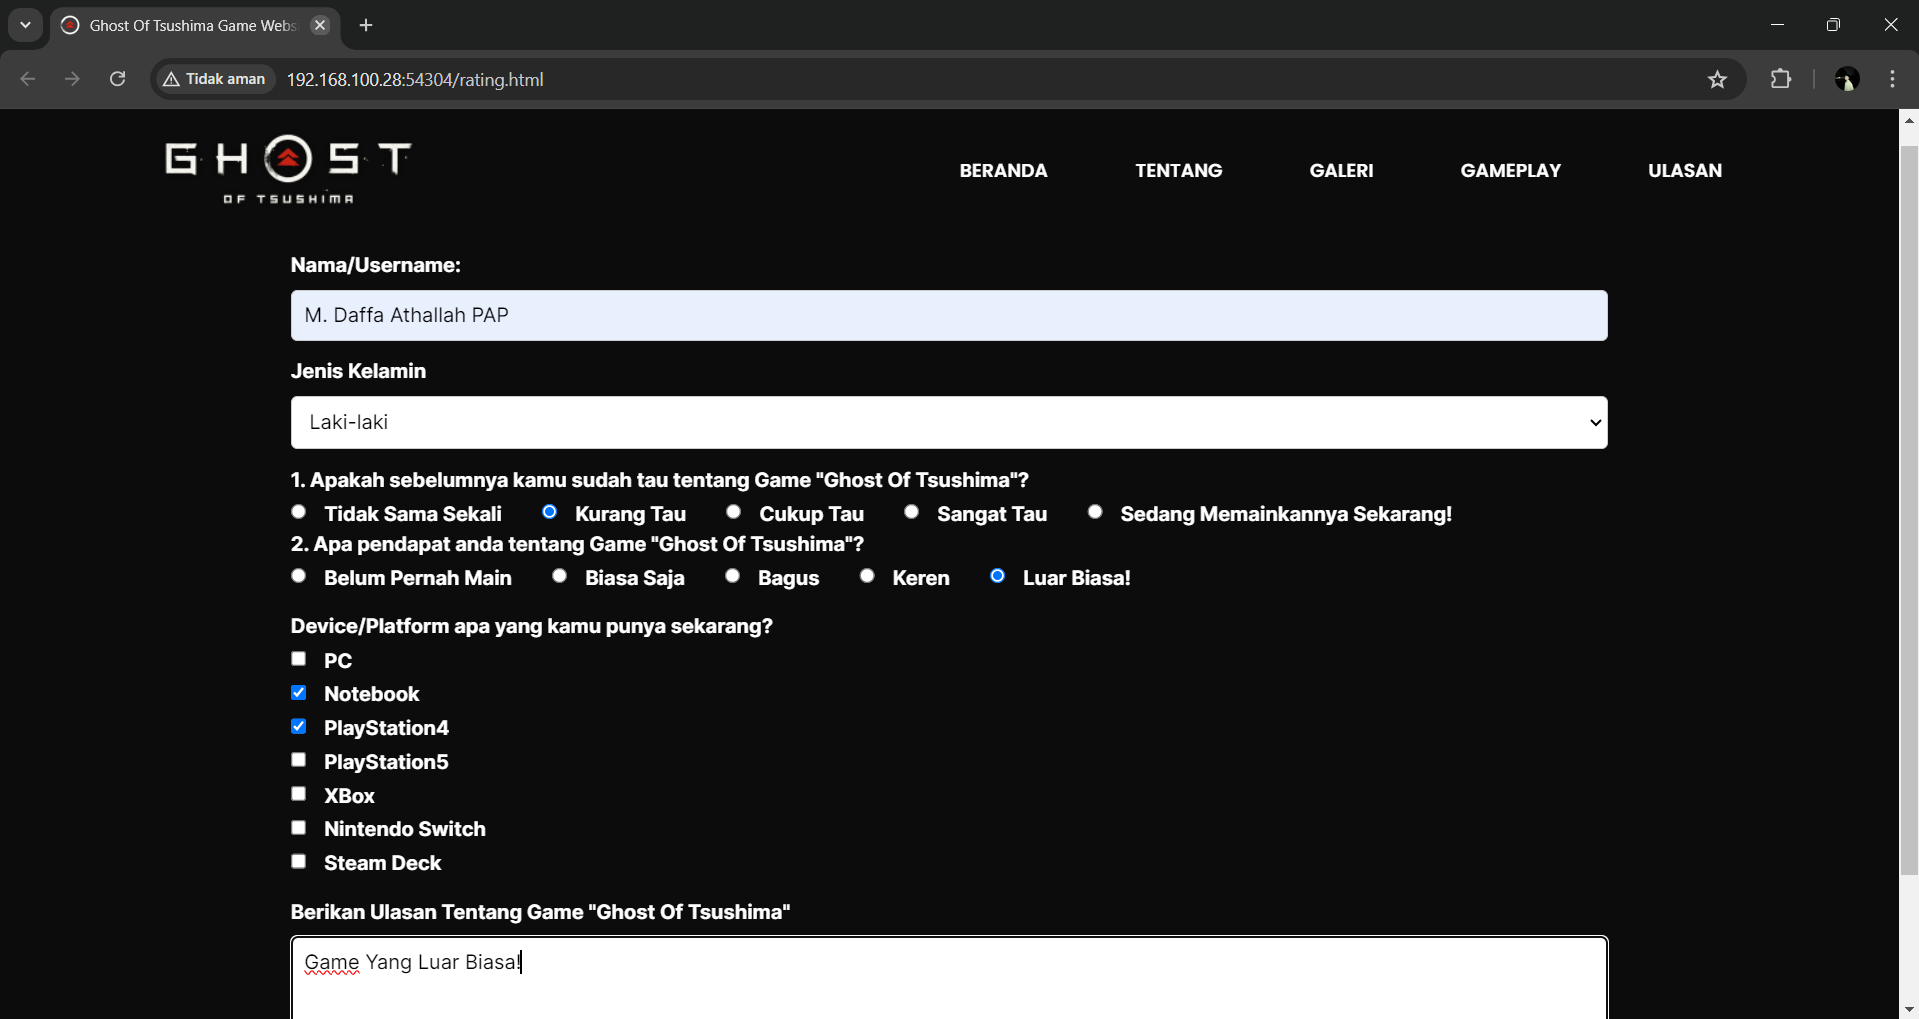 Ghost Of Tsushima Game Webs
Tidak aman
192.168.100.28:54304/rating.html
GHOST
OF TSUSHIMA
BERANDA TENTANG GALERI GAMEPLAY ULASAN
Nama/Username:
M. Daffa Athallah PAP
Jenis Kelamin
Laki-laki
1. Apakah sebelumnya kamu sudah tau tentang Game "Ghost Of Tsushima"?
Tidak Sama Sekali Kurang Tau Cukup Tau Sangat Tau Sedang Memainkannya Sekarang!
2. Apa pendapat anda tentang Game "Ghost Of Tsushima"?
Belum Pernah Main Biasa Saja Bagus Keren Luar Biasa!
Device/Platform apa yang kamu punya sekarang?
PC
Notebook
PlayStation4
PlayStation5
XBox
Nintendo Switch
Steam Deck
Berikan Ulasan Tentang Game "Ghost Of Tsushima"
Game Yang Luar Biasa!